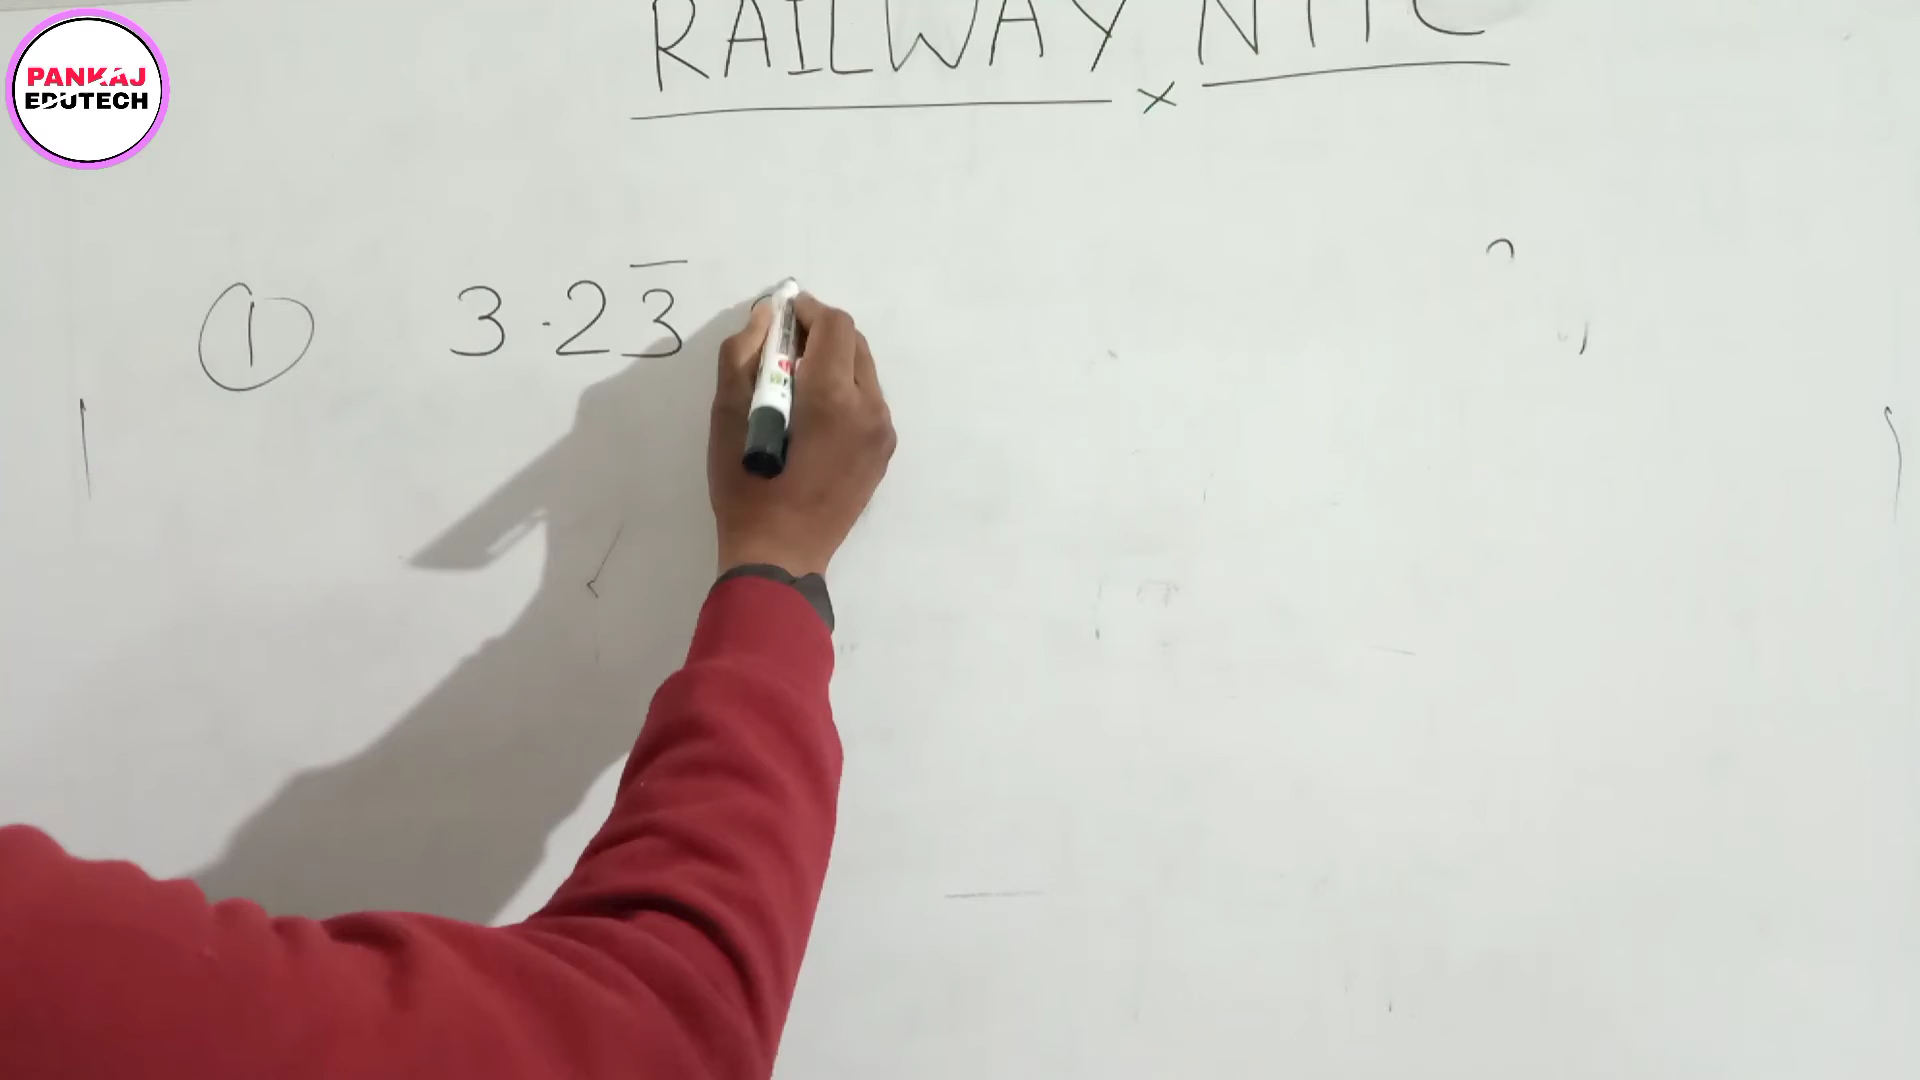 PANKAJ
EDUTECH
RAILWAY NTPC
① 3.23̅